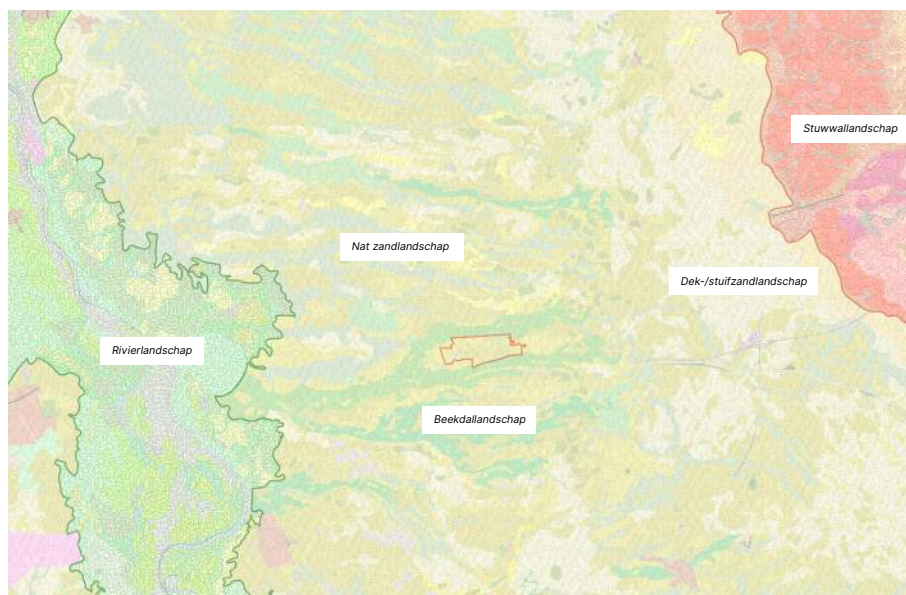 Stuwwallandschap
Nat zandlandschap
Dek-/stuifzandlandschap
Rivierlandschap
Beekdallandschap